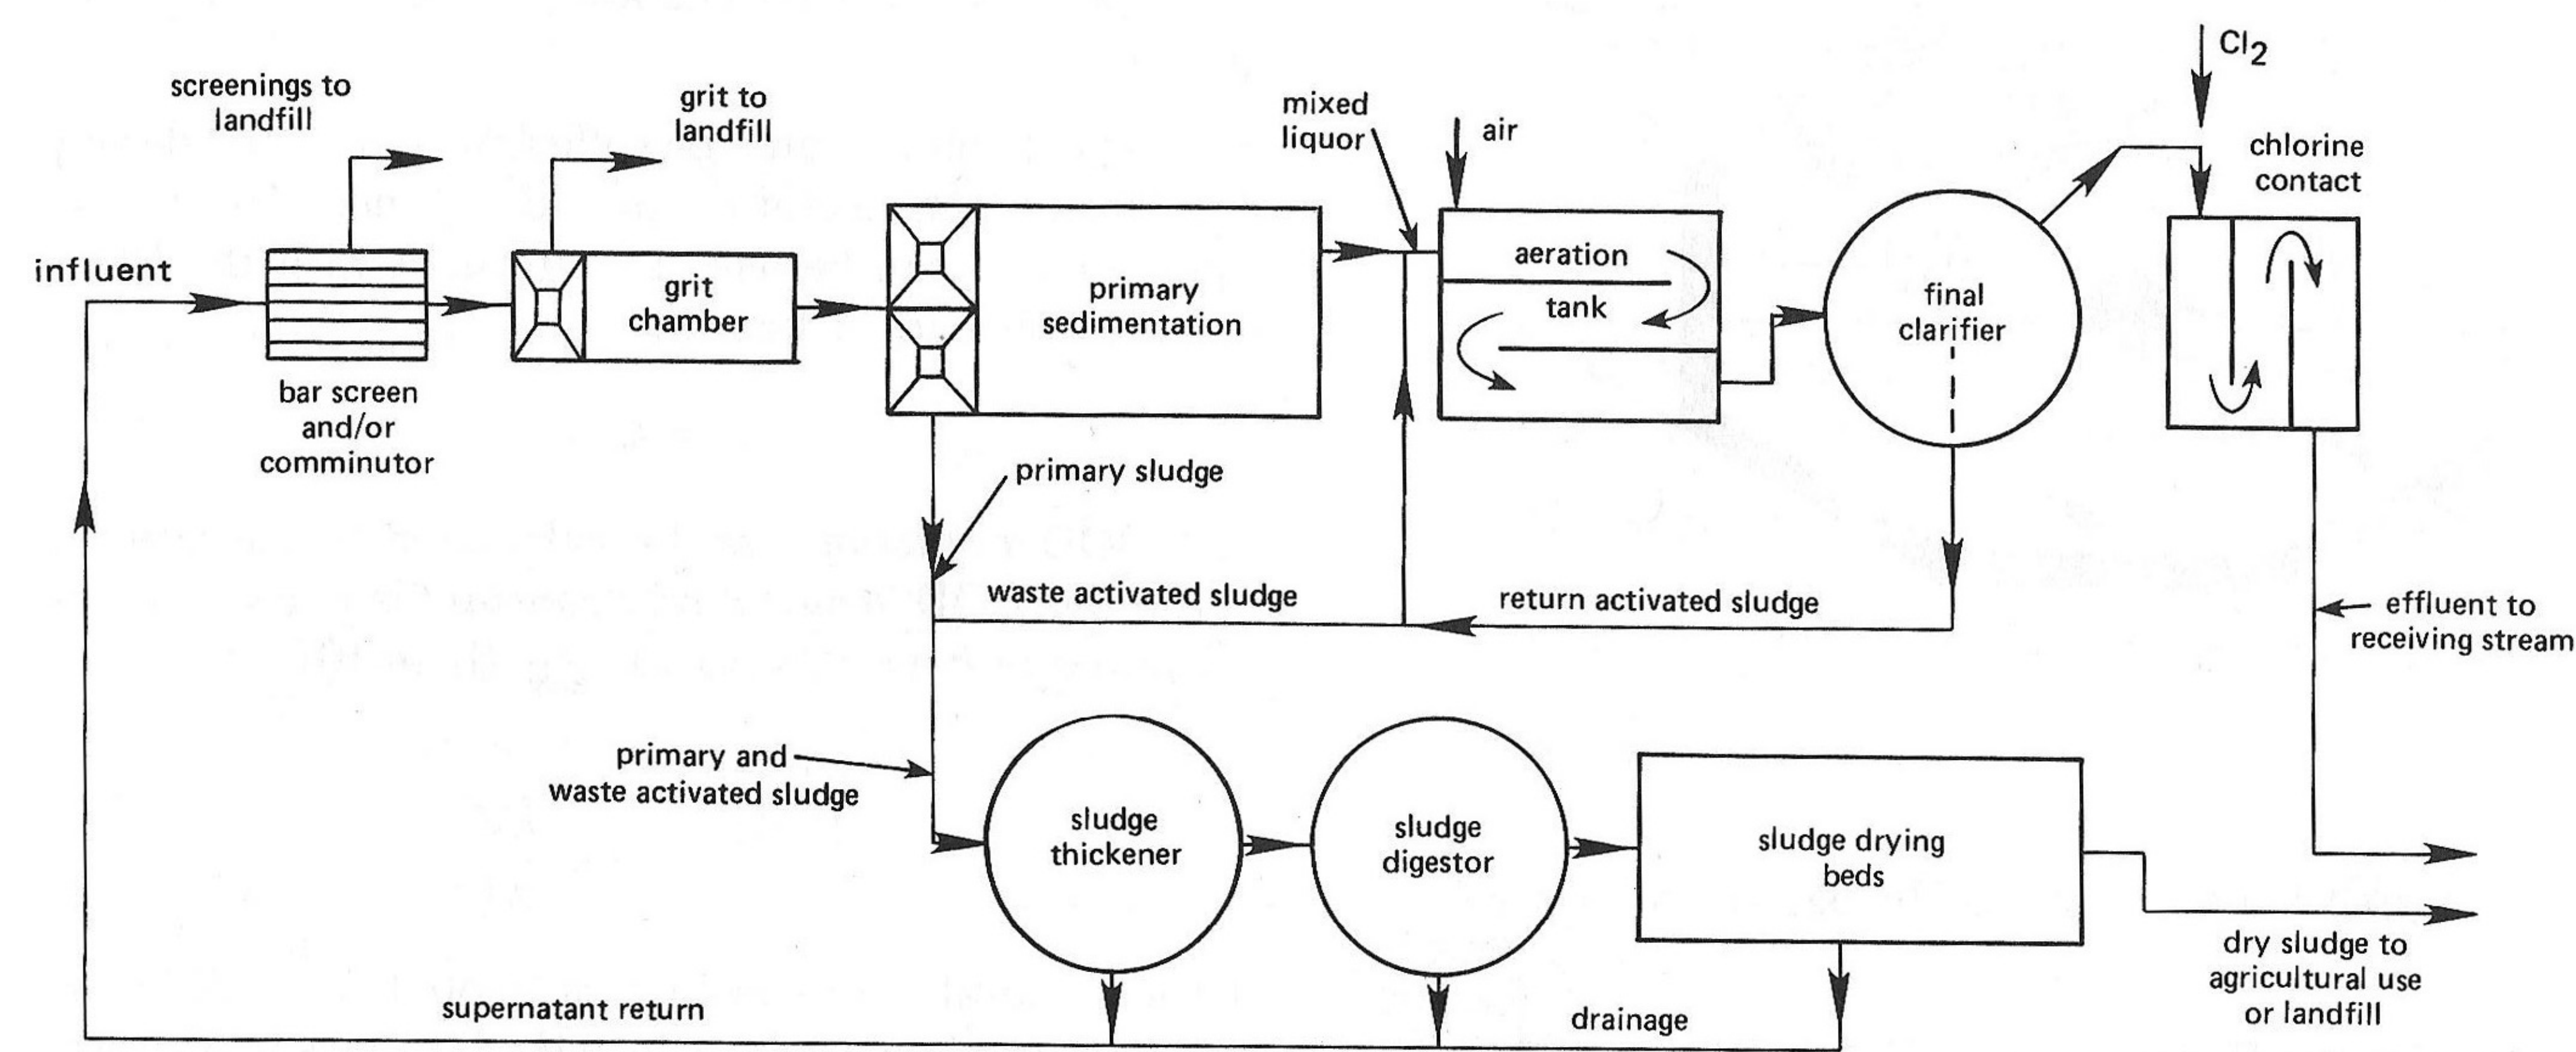 screenings to
landfill
grit to
landfill
mixed
liquor
air
Cl2
chlorine
contact
influent
bar screen
and/or
comminutor
grit
chamber
primary
sedimentation
aeration
tank
final
clarifier
primary sludge
waste activated sludge
return activated sludge
effluent to
receiving stream
primary and
waste activated sludge
sludge
thickener
sludge
digestor
sludge drying
beds
dry sludge to
agricultural use
or landfill
supernatant return
drainage